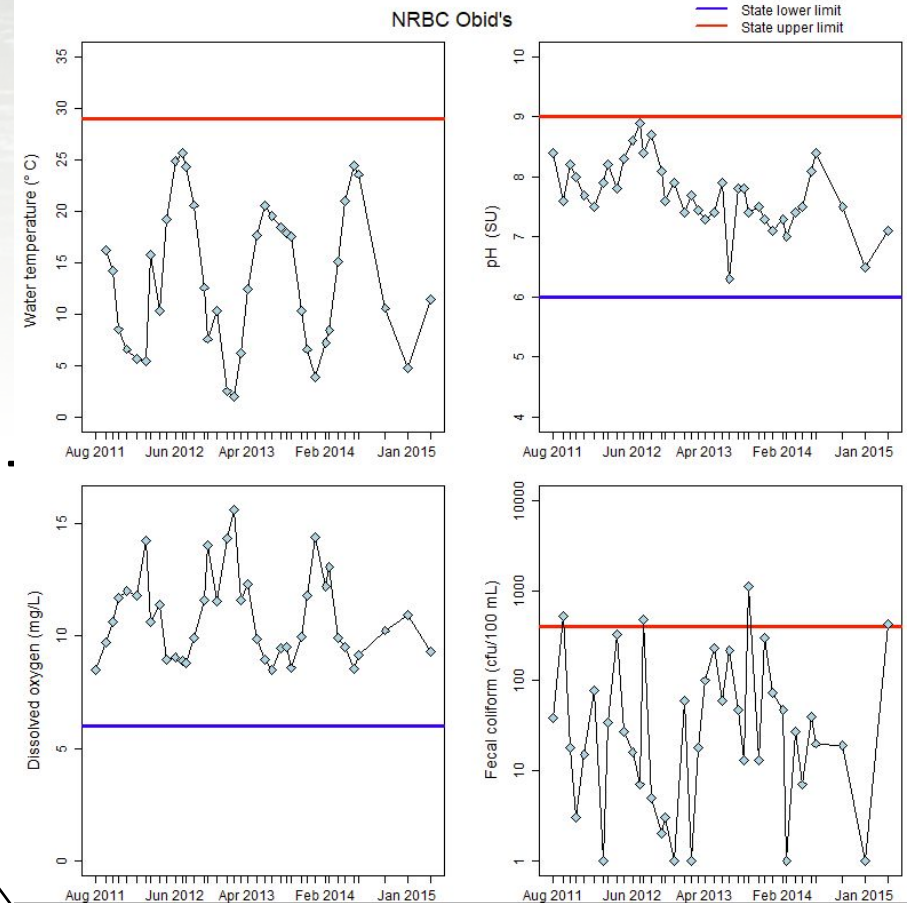 NRBC Obid's
State lower limit
State upper limit
Water temperature (° C)
35
30
25
20
15
10
5
0
Aug 2011 Jun 2012 Apr 2013 Feb 2014 Jan 2015
pH (SU)
10
9
8
7
6
5
4
Aug 2011 Jun 2012 Apr 2013 Feb 2014 Jan 2015
Dissolved oxygen (mg/L)
15
10
5
0
Aug 2011 Jun 2012 Apr 2013 Feb 2014 Jan 2015
Fecal coliform (cfu/100 mL)
10000
1000
100
10
1
Aug 2011 Jun 2012 Apr 2013 Feb 2014 Jan 2015